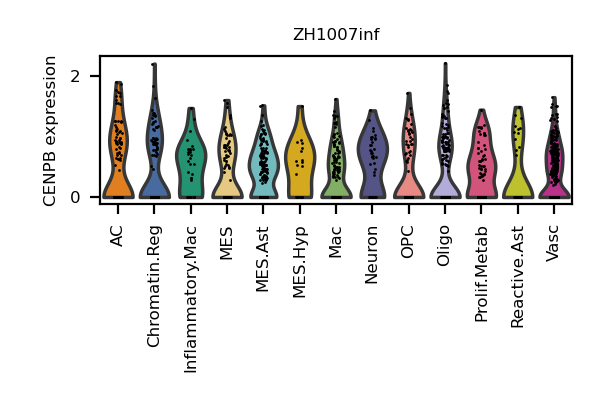 ZH1007inf
CENPB expression
2
0
AC
Chromatin.Reg
Inflammatory.Mac
MES
MES.Ast
MES.Hyp
Mac
Neuron
OPC
Oligo
Prolif.Metab
Reactive.Ast
Vasc